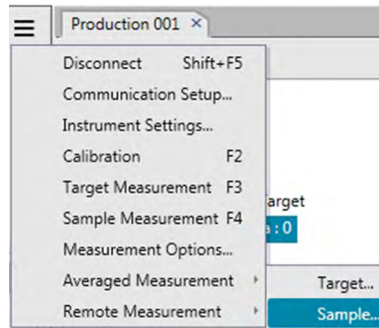 Production 001 ×
Disconnect Shift+F5
Communication Setup...
Instrument Settings...
Calibration F2
Target Measurement F3
Sample Measurement F4
Measurement Options...
Averaged Measurement
Remote Measurement
arget
a : 0
Target...
Sample...